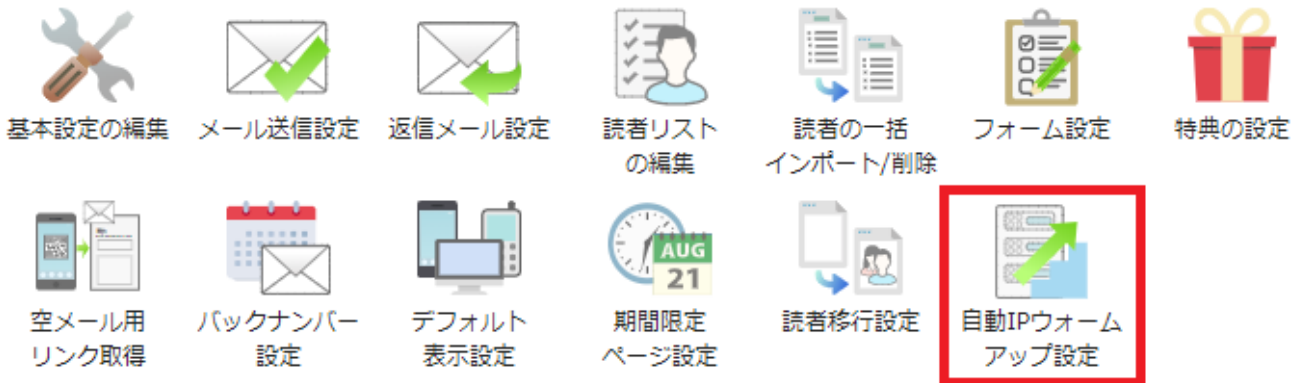 基本設定の編集
メール送信設定
返信メール設定
読者リスト
の編集
読者の一括
インポート/削除
フォーム設定
特典の設定
空メール用
リンク取得
バックナンバー
設定
デフォルト
表示設定
AUG
21
期間限定
ページ設定
読者移行設定
自動IPウォーム
アップ設定